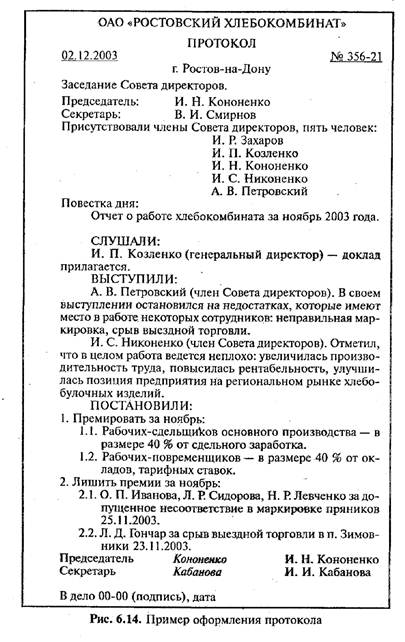 ОАО «РОСТОВСКИЙ ХЛЕБОКОМБИНАТ»
ПРОТОКОЛ
02.12.2003 № 356-21
г. Ростов-на-Дону
Заседание Совета директоров.
Председатель: И. Н. Кононенко
Секретарь: В. И. Смирнов
Присутствовали члены Совета директоров, пять человек:
И. Р. Захаров
И. П. Козленко
И. Н. Кононенко
И. С. Никоненко
А. В. Петровский
Повестка дня:
Отчет о работе хлебокомбината за ноябрь 2003 года.
СЛУШАЛИ:
И. П. Козленко (генеральный директор) — доклад
прилагается.
ВЫСТУПИЛИ:
А. В. Петровский (член Совета директоров). В своем
выступлении остановился на недостатках, которые имеют
место в работе некоторых сотрудников: неправильная мар-
кировка, срыв выездной торговли.
И. С. Никоненко (член Совета директоров). Отметил,
что в целом работа ведется неплохо: увеличилась произво-
дительность труда, повысилась рентабельность, улучши-
лась позиция предприятия на региональном рынке хлебо-
булочных изделий.
ПОСТАНОВИЛИ:
1. Премировать за ноябрь:
1.1. Рабочих-сдельщиков основного производства — в
размере 40 % от сдельного заработка.
1.2. Рабочих-повременщиков — в размере 40 % от ок-
ладов, тарифных ставок.
2. Лишить премии за ноябрь:
2.1. О. П. Иванова, Л. Р. Сидорова, Н. Р. Левченко за до-
пущенное несоответствие в маркировке пряников
25.11.2003.
2.2. Л. Д. Гончар за срыв выездной торговли в п. Зимов-
ники 23.11.2003.
Председатель Кононенко И. Н. Кононенко
Секретарь Кабанова И. И. Кабанова
В дело 00-00 (подпись), дата
Рис. 6.14. Пример оформления протокола